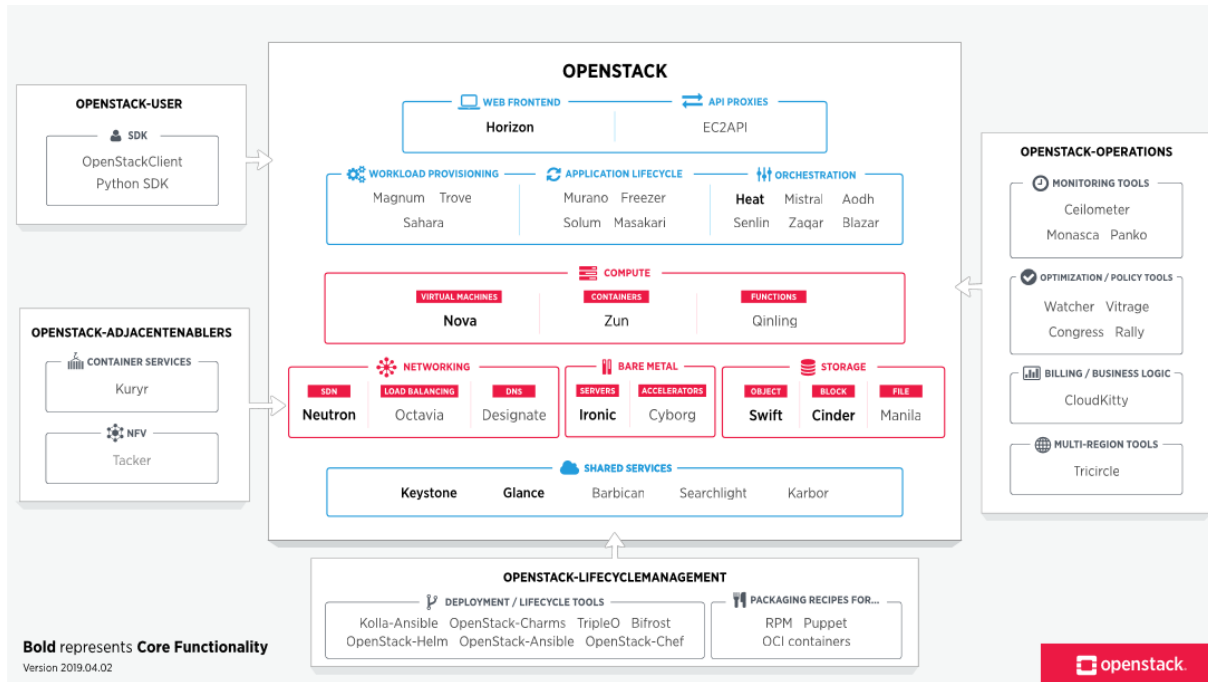 OPENSTACK
WEB FRONTEND
Horizon
API PROXIES
EC2API
WORKLOAD PROVISIONING
Magnum Trove
Sahara
APPLICATION LIFECYCLE
Murano Freezer
Solum Masakari
ORCHESTRATION
Heat Mistral Aodh
Senlin Zaqar Blazar
COMPUTE
VIRTUAL MACHINES
Nova
CONTAINERS
Zun
FUNCTIONS
Qinling
NETWORKING
SDN
Neutron
LOAD BALANCING
Octavia
DNS
Designate
BARE METAL
SERVERS
Ironic
ACCELERATORS
Cyborg
STORAGE
OBJECT
Swift
BLOCK
Cinder
FILE
Manila
SHARED SERVICES
Keystone Glance Barbican Searchlight Karbor
OPENSTACK-USER
SDK
OpenStackClient
Python SDK
OPENSTACK-ADJACENTENABLERS
CONTAINER SERVICES
Kuryr
NFV
Tacker
OPENSTACK-OPERATIONS
MONITORING TOOLS
Ceilometer
Monasca Panko
OPTIMIZATION / POLICY TOOLS
Watcher Vitrage
Congress Rally
BILLING / BUSINESS LOGIC
CloudKitty
MULTI-REGION TOOLS
Tricircle
OPENSTACK-LIFECYCLEMANAGEMENT
DEPLOYMENT / LIFECYCLE TOOLS
Kolla-Ansible OpenStack-Charms TripleO Bifrost
OpenStack-Helm OpenStack-Ansible OpenStack-Chef
PACKAGING RECIPES FOR...
RPM Puppet
OCI containers
Bold represents Core Functionality
Version 2019.04.02
openstack.